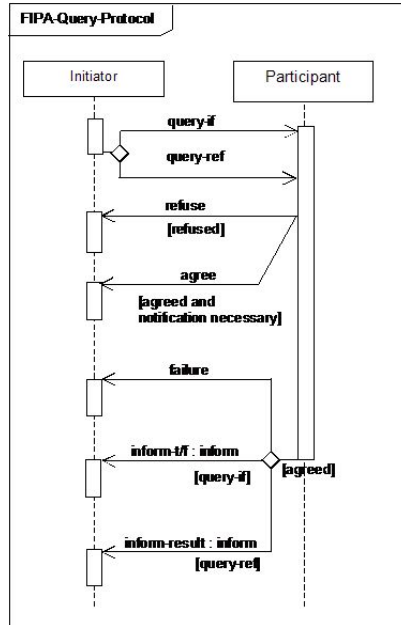 FIPA-Query-Protocol
Initiator
Participant
query-if
query-ref
refuse
[refused]
agree
[agreed and
notification necessary]
failure
inform-t/f : inform
[query-if]
[agreed]
inform-result : inform
[query-ref]